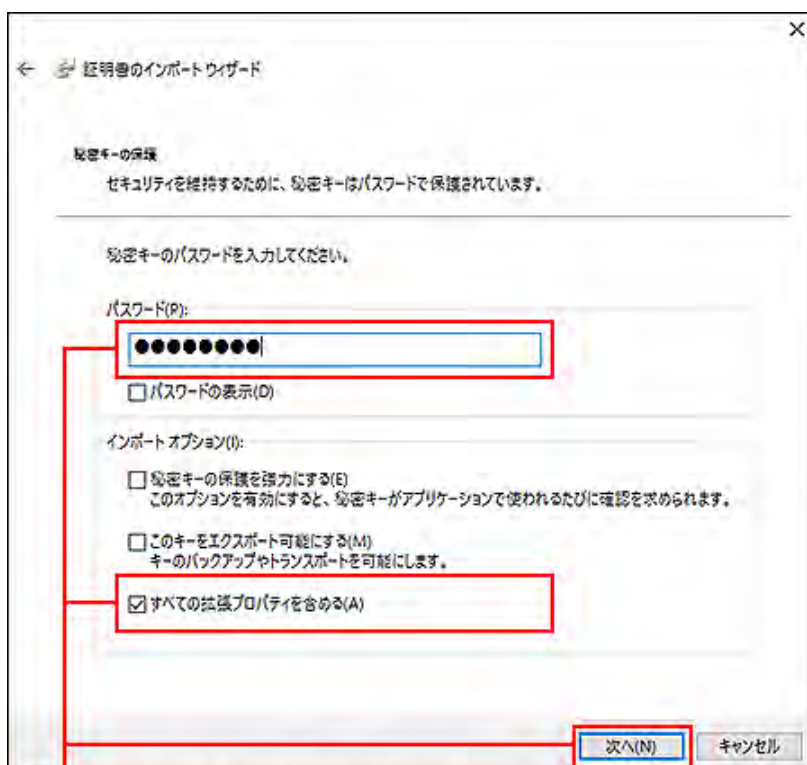 証明書のインポート ウィザード
秘密キーの保護
セキュリティを維持するために、秘密キーはパスワードで保護されています。
秘密キーのパスワードを入力してください。
パスワード(P):
●●●●●●●●
パスワードの表示(D)
インポート オプション(I):
秘密キーの保護を強力にする(E)
このオプションを有効にすると、秘密キーがアプリケーションで使われるたびに確認を求められます。
このキーをエクスポート可能にする(M)
キーのバックアップやトランスポートを可能にします。
すべての拡張プロパティを含める(A)
次へ(N)
キャンセル